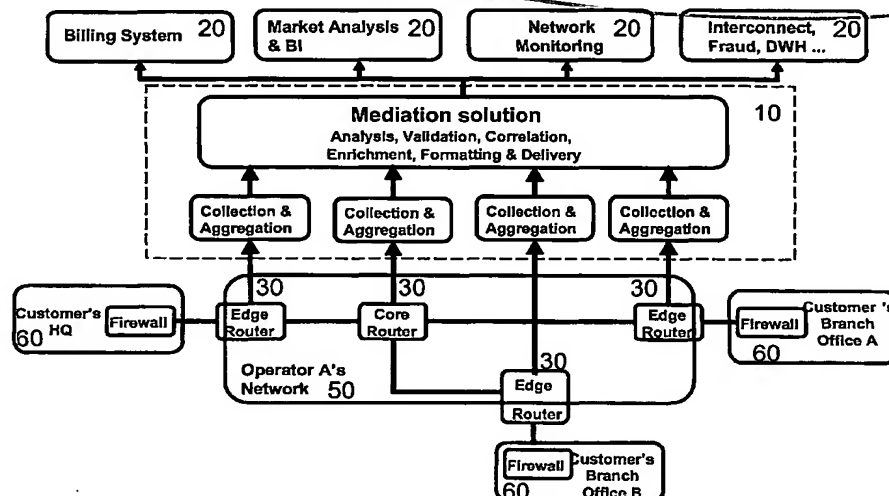 Billing System 20
Market Analysis 20
& BI
Network 20
Monitoring
Interconnect, 20
Fraud, DWH ...
10
Mediation solution
Analysis, Validation, Correlation,
Enrichment, Formatting & Delivery
Collection &
Aggregation
Collection &
Aggregation
Collection &
Aggregation
Collection &
Aggregation
30
30
30
Customer's
HQ
60
Firewall
Edge
Router
Core
Router
Edge
Router
Firewall
60
Customer 's
Branch
Office A
Operator A's
Network 50
30
Edge
Router
Firewall
60
Customer's
Branch
Office B